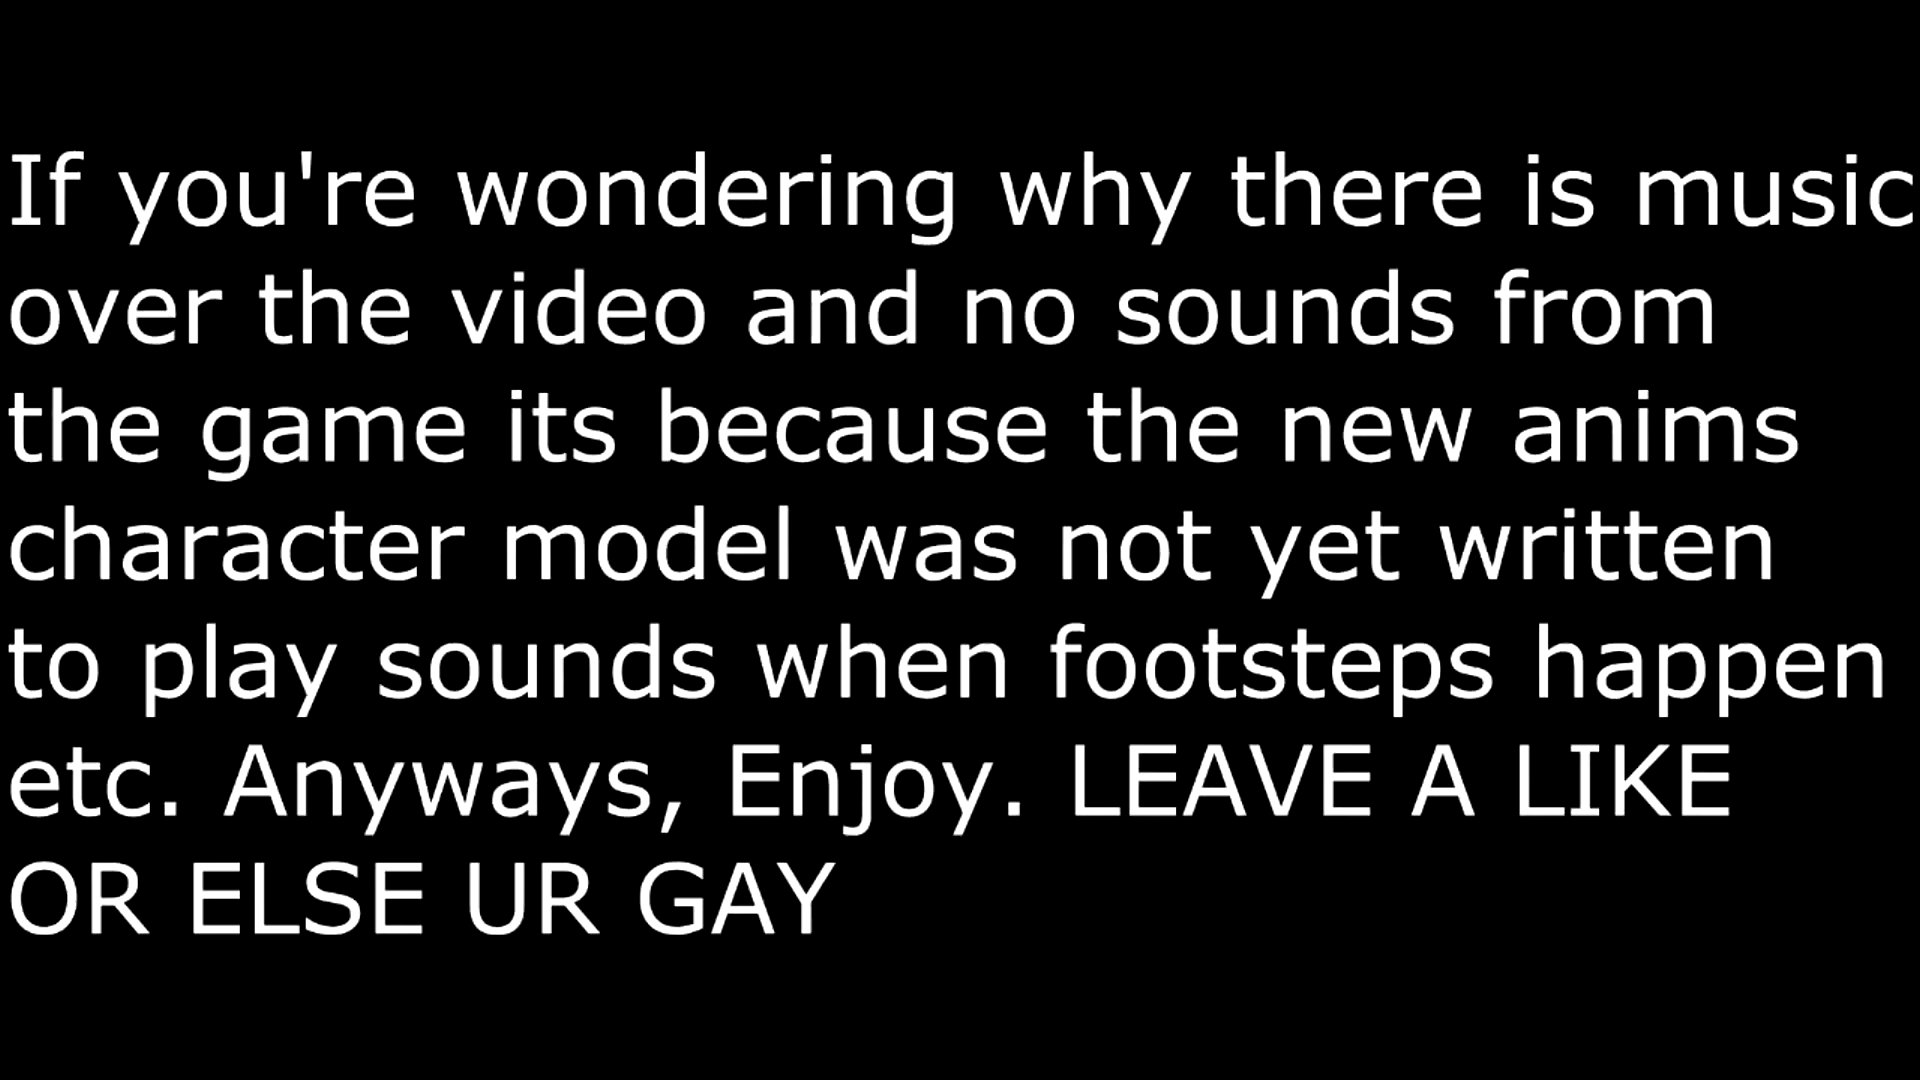 If you're wondering why there is music
over the video and no sounds from
the game its because the new anims
character model was not yet written
to play sounds when footsteps happen
etc. Anyways, Enjoy. LEAVE A LIKE
OR ELSE UR GAY